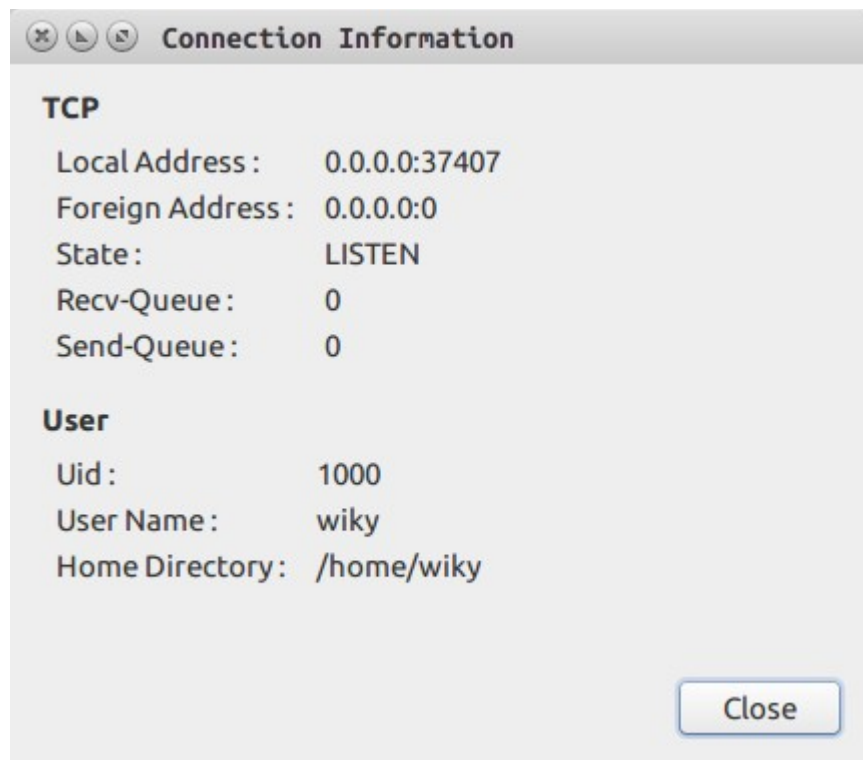 Connection Information
TCP
Local Address : 0.0.0.0:37407
Foreign Address : 0.0.0.0:0
State : LISTEN
Recv-Queue : 0
Send-Queue : 0
User
Uid : 1000
User Name : wiky
Home Directory : /home/wiky
Close